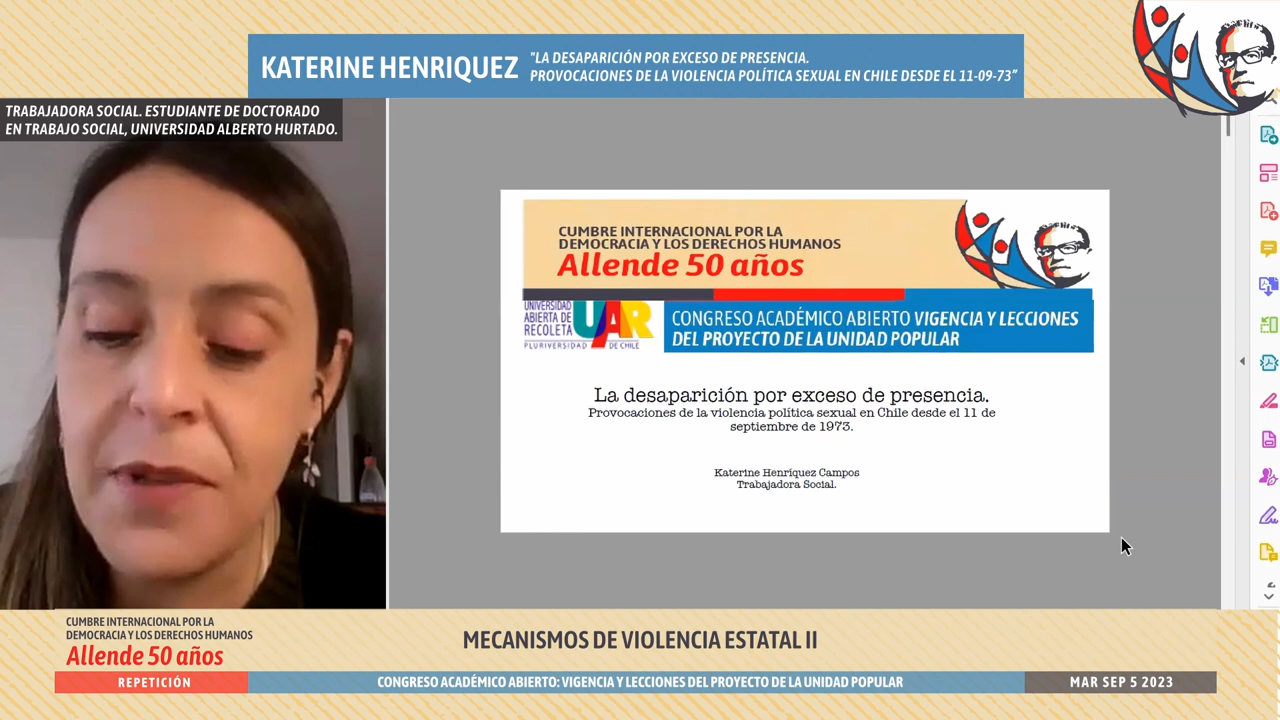 KATERINE HENRIQUEZ
"LA DESAPARICIÓN POR EXCESO DE PRESENCIA.
PROVOCACIONES DE LA VIOLENCIA POLÍTICA SEXUAL EN CHILE DESDE EL 11-09-73"
TRABAJADORA SOCIAL. ESTUDIANTE DE DOCTORADO
EN TRABAJO SOCIAL, UNIVERSIDAD ALBERTO HURTADO.
CUMBRE INTERNACIONAL POR LA
DEMOCRACIA Y LOS DERECHOS HUMANOS
Allende 50 años
UNIVERSIDAD
ABIERTA DE
RECOLETA
UAR
PLURIVERSIDAD DE CHILE
CONGRESO ACADÉMICO ABIERTO VIGENCIA Y LECCIONES
DEL PROYECTO DE LA UNIDAD POPULAR
La desaparición por exceso de presencia.
Provocaciones de la violencia política sexual en Chile desde el 11 de
septiembre de 1973.
Katerine Henríquez Campos
Trabajadora Social.
CUMBRE INTERNACIONAL POR LA
DEMOCRACIA Y LOS DERECHOS HUMANOS
Allende 50 años
REPETICIÓN
MECANISMOS DE VIOLENCIA ESTATAL II
CONGRESO ACADÉMICO ABIERTO: VIGENCIA Y LECCIONES DEL PROYECTO DE LA UNIDAD POPULAR
MAR SEP 5 2023